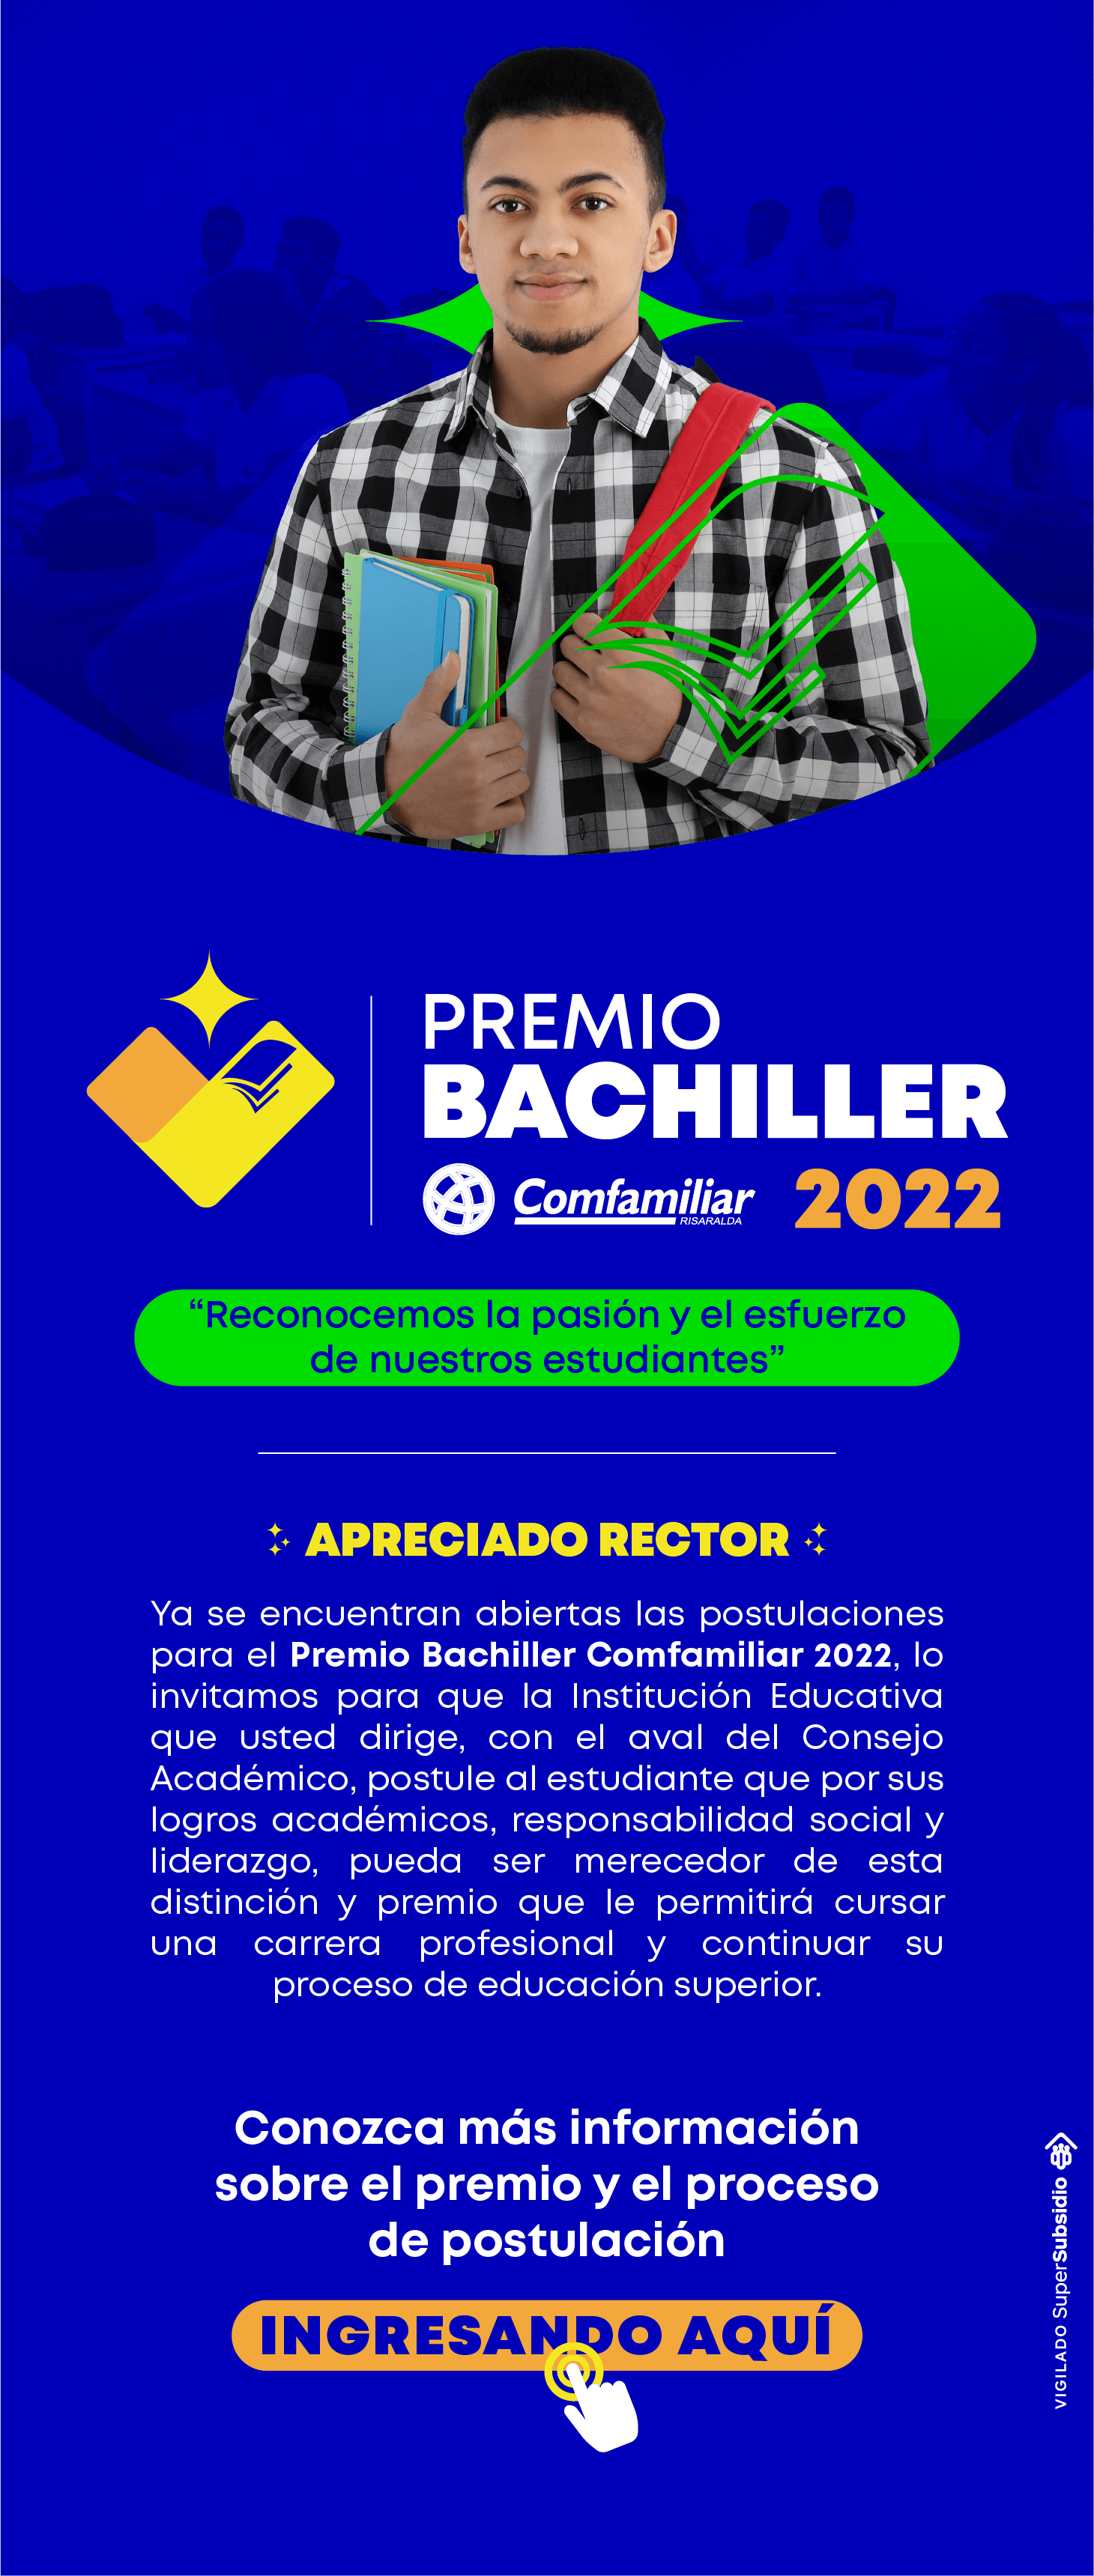 PREMIO
BACHILLER
Comfamiliar
RISARALDA
2022
“Reconocemos la pasión y el esfuerzo
de nuestros estudiantes”
APRECIADO RECTOR
Ya se encuentran abiertas las postulaciones
para el Premio Bachiller Comfamiliar 2022, lo
invitamos para que la Institución Educativa
que usted dirige, con el aval del Consejo
Académico, postule al estudiante que por sus
logros académicos, responsabilidad social y
liderazgo, pueda ser merecedor de esta
distinción y premio que le permitirá cursar
una carrera profesional y continuar su
proceso de educación superior.
Conozca más información
sobre el premio y el proceso
de postulación
INGRESANDO AQUÍ
VIGILADO SuperSubsidio